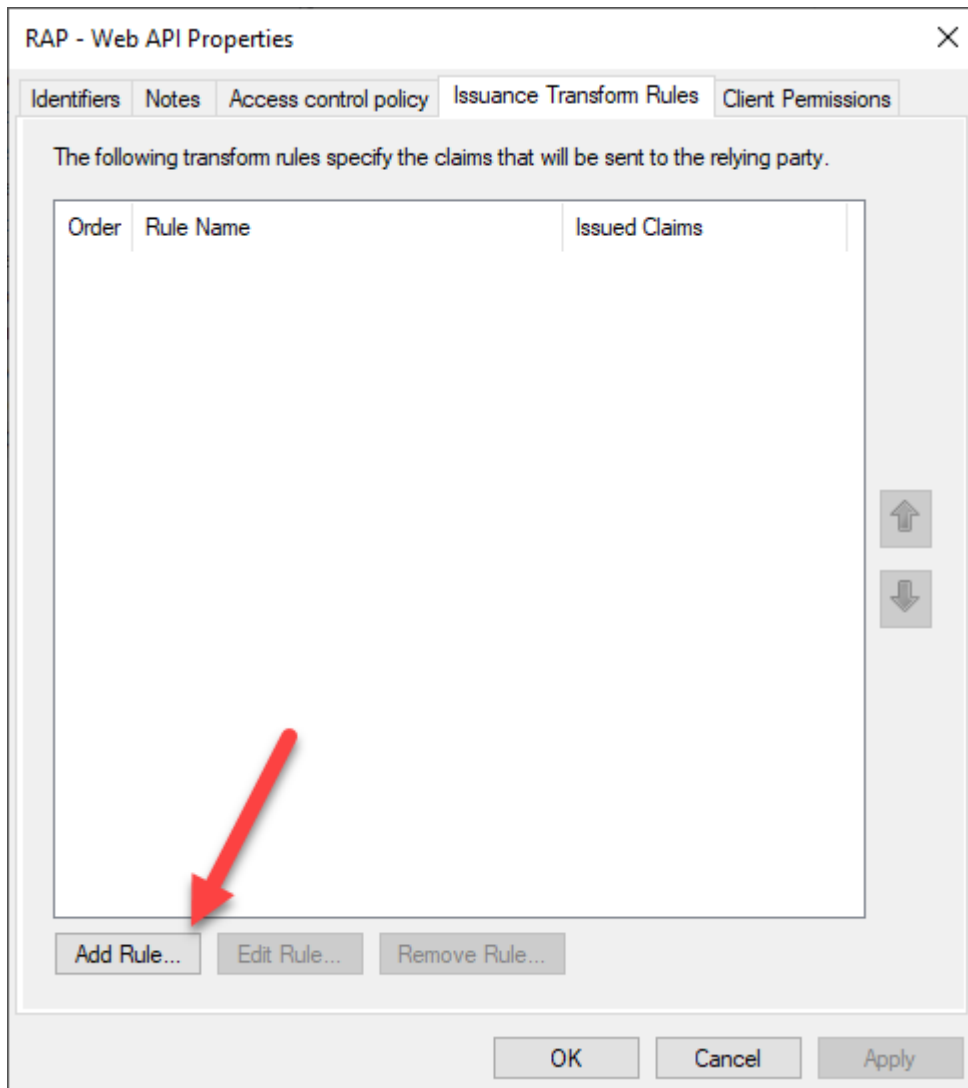 RAP - Web API Properties
Identifiers Notes Access control policy Issuance Transform Rules Client Permissions
The following transform rules specify the claims that will be sent to the relying party.
Order Rule Name Issued Claims
Add Rule... Edit Rule... Remove Rule...
OK Cancel Apply